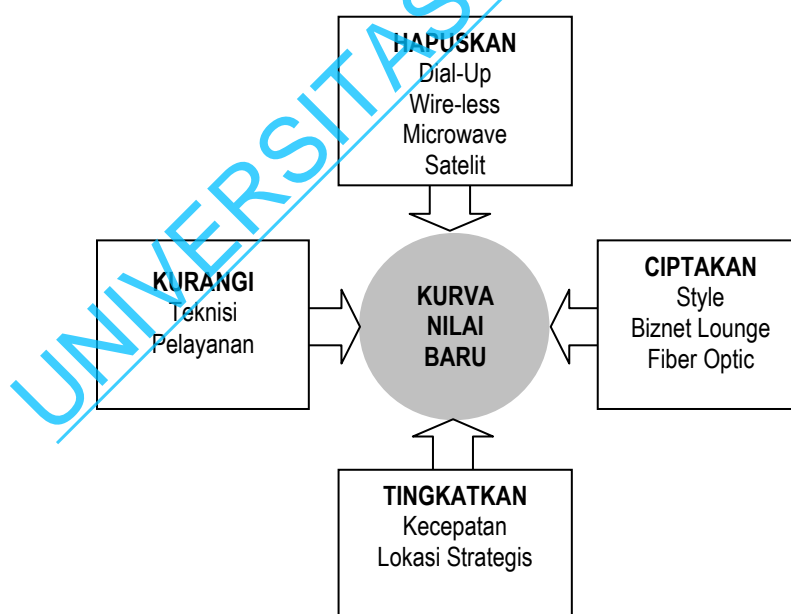 HAPUSKAN
Dial-Up
Wire-less
Microwave
Satelit
KURANGI
Teknisi
Pelayanan
KURVA
NILAI
BARU
CIPTAKAN
Style
Biznet Lounge
Fiber Optic
TINGKATKAN
Kecepatan
Lokasi Strategis
UNIVERSITAS